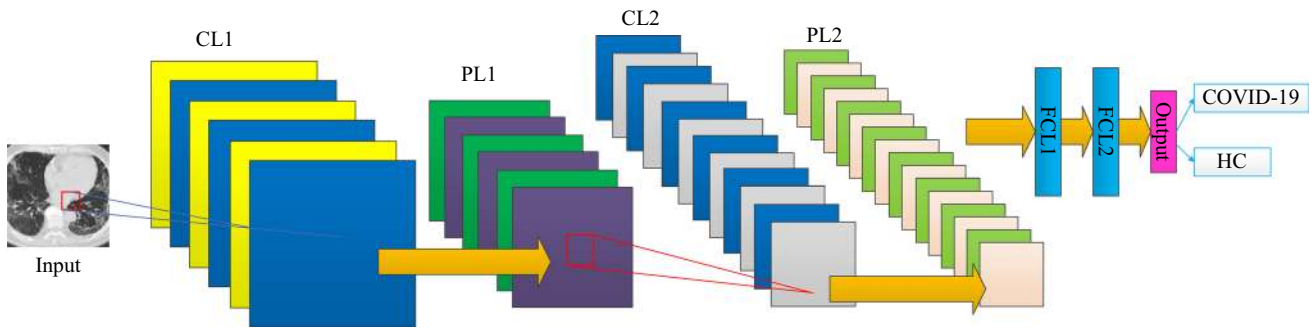 Input
CL1
PL1
CL2
PL2
FCL1
FCL2
Output
COVID-19
HC